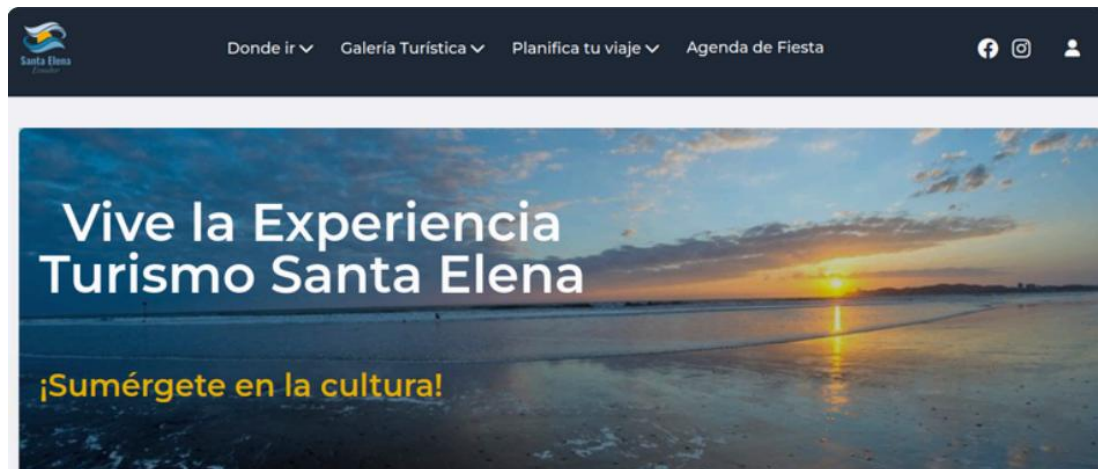 Santa Elena
Ecuador
Donde ir
Galería Turística
Planifica tu viaje
Agenda de Fiesta
Vive la Experiencia
Turismo Santa Elena
¡Sumérgete en la cultura!